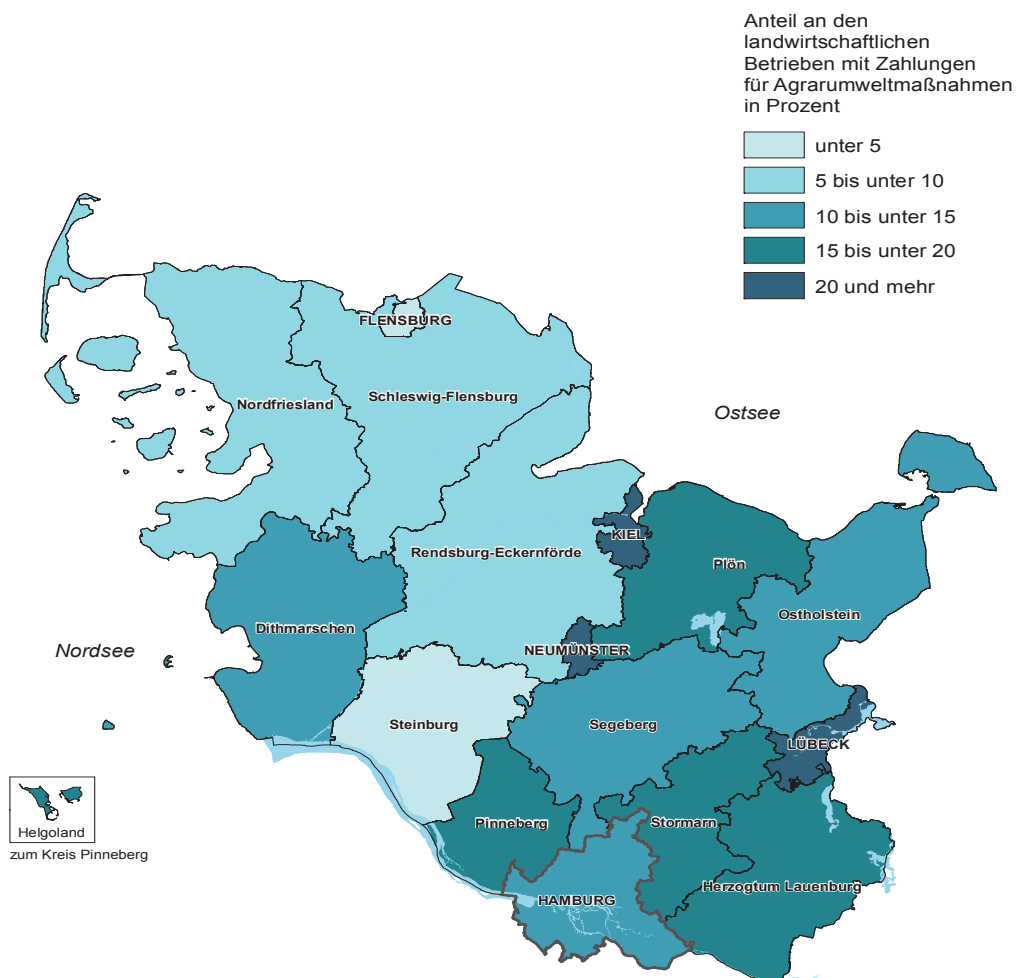 Anteil an den
landwirtschaftlichen
Betrieben mit Zahlungen
für Agrarumweltmaßnahmen
in Prozent
unter 5
5 bis unter 10
10 bis unter 15
15 bis unter 20
20 und mehr
FLENSBURG
Schleswig-Flensburg
Nordfriesland
Ostsee
KIEL
Rendsburg-Eckernförde
Plön
Ostholstein
Dithmarschen
Nordsee
NEUMÜNSTER
Steinburg
Segeberg
LÜBECK
Pinneberg
Stormarn
Helgoland
zum Kreis Pinneberg
Herzogtum Lauenburg
HAMBURG